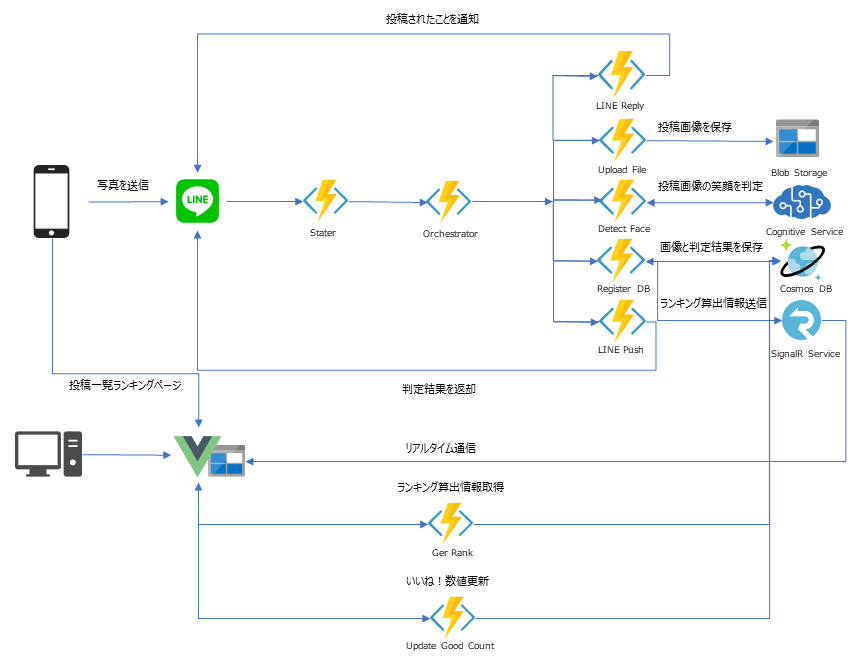 投稿されたことを通知
LINE Reply
投稿画像を保存
Upload File
Blob Storage
写真を送信
LINE
投稿画像の笑顔を判定
Stater
Orchestrator
Detect Face
Cognitive Service
画像と判定結果を保存
Register DB
Cosmos DB
ランキング算出情報送信
LINE Push
SignalR Service
投稿一覧ランキングページ
判定結果を返却
リアルタイム通信
ランキング算出情報取得
Ger Rank
いいね！数値更新
Update Good Count